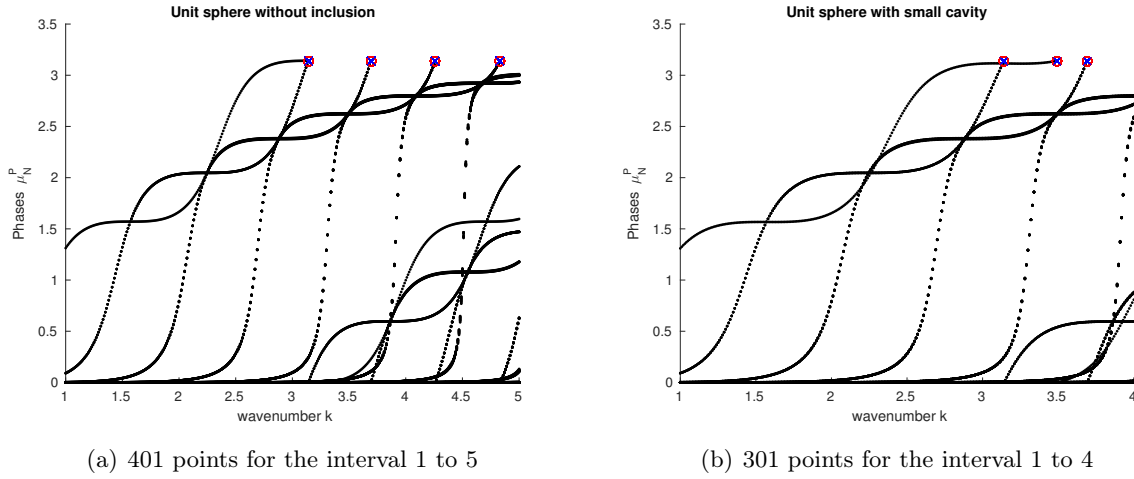 Unit sphere without inclusion
3.5
3
2.5
2
1.5
1
0.5
0
Phases μ_N^P
1 1.5 2 2.5 3 3.5 4 4.5 5
wavenumber k
(a) 401 points for the interval 1 to 5
Unit sphere with small cavity
3.5
3
2.5
2
1.5
1
0.5
0
Phases μ_N^P
1 1.5 2 2.5 3 3.5 4
wavenumber k
(b) 301 points for the interval 1 to 4